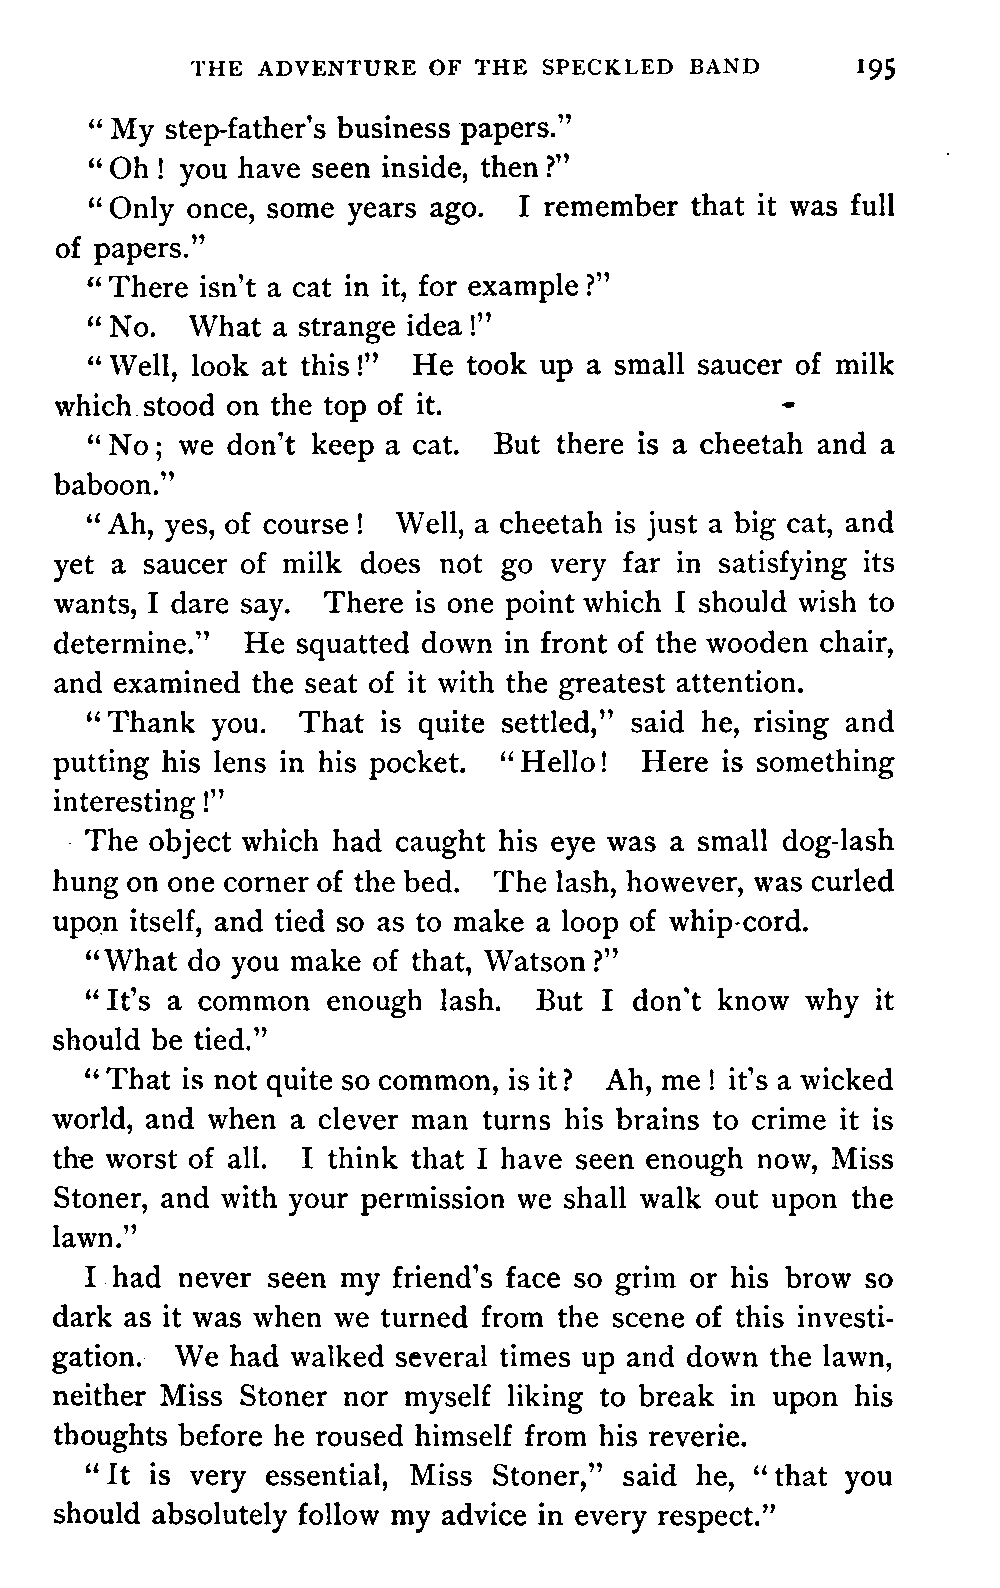 THE ADVENTURE OF THE SPECKLED BAND 195
“My step-father's business papers.”
“Oh! you have seen inside, then?”
“Only once, some years ago. I remember that it was full
of papers.”
“There isn't a cat in it, for example?”
“No. What a strange idea!”
“Well, look at this!” He took up a small saucer of milk
which stood on the top of it.
“No; we don't keep a cat. But there is a cheetah and a
baboon.”
“Ah, yes, of course! Well, a cheetah is just a big cat, and
yet a saucer of milk does not go very far in satisfying its
wants, I dare say. There is one point which I should wish to
determine.” He squatted down in front of the wooden chair,
and examined the seat of it with the greatest attention.
“Thank you. That is quite settled,” said he, rising and
putting his lens in his pocket. “Hello! Here is something
interesting!”
The object which had caught his eye was a small dog-lash
hung on one corner of the bed. The lash, however, was curled
upon itself, and tied so as to make a loop of whip-cord.
“What do you make of that, Watson?”
“It's a common enough lash. But I don't know why it
should be tied.”
“That is not quite so common, is it? Ah, me! it's a wicked
world, and when a clever man turns his brains to crime it is
the worst of all. I think that I have seen enough now, Miss
Stoner, and with your permission we shall walk out upon the
lawn.”
I had never seen my friend's face so grim or his brow so
dark as it was when we turned from the scene of this investi-
gation. We had walked several times up and down the lawn,
neither Miss Stoner nor myself liking to break in upon his
thoughts before he roused himself from his reverie.
“It is very essential, Miss Stoner,” said he, “that you
should absolutely follow my advice in every respect.”